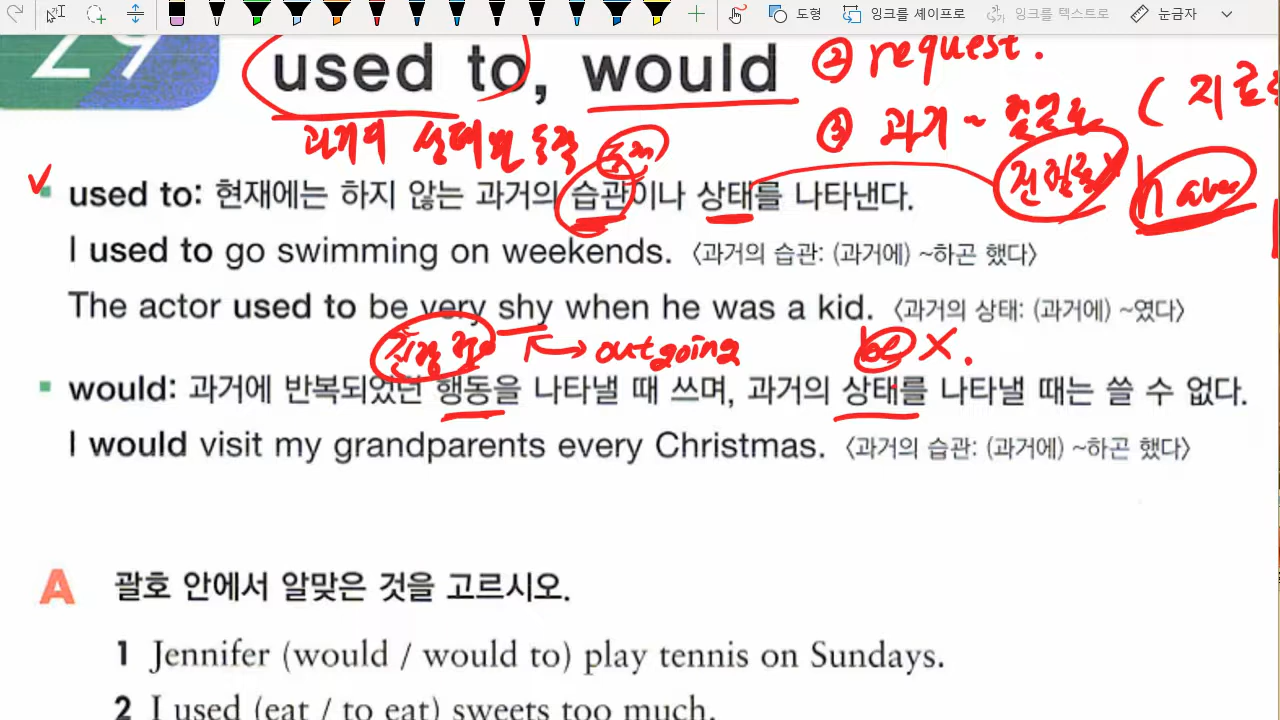 도형 잉크를 셰이프로 잉크를 텍스트로 눈금자
29 used to, would
② request.
③ 과거
과거의 상태 동작
used to: 현재에는 하지 않는 과거의 습관이나 상태를 나타낸다.
have
I used to go swimming on weekends. 〈과거의 습관: (과거에) ~하곤 했다〉
The actor used to be very shy when he was a kid. 〈과거의 상태: (과거에) ~였다〉
outgoing be X.
would: 과거에 반복되었던 행동을 나타낼 때 쓰며, 과거의 상태를 나타낼 때는 쓸 수 없다.
I would visit my grandparents every Christmas. 〈과거의 습관: (과거에) ~하곤 했다〉
A 괄호 안에서 알맞은 것을 고르시오.
1 Jennifer (would / would to) play tennis on Sundays.
2 I used (eat / to eat) sweets too much.